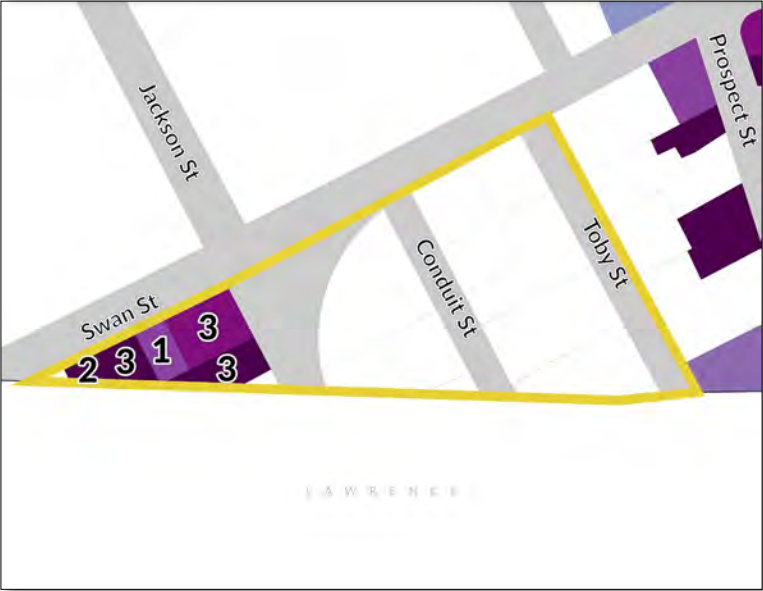 Prospect St
Jackson St
Toby St
Conduit St
Swan St
3
1
3
2
3
LAWRENCE